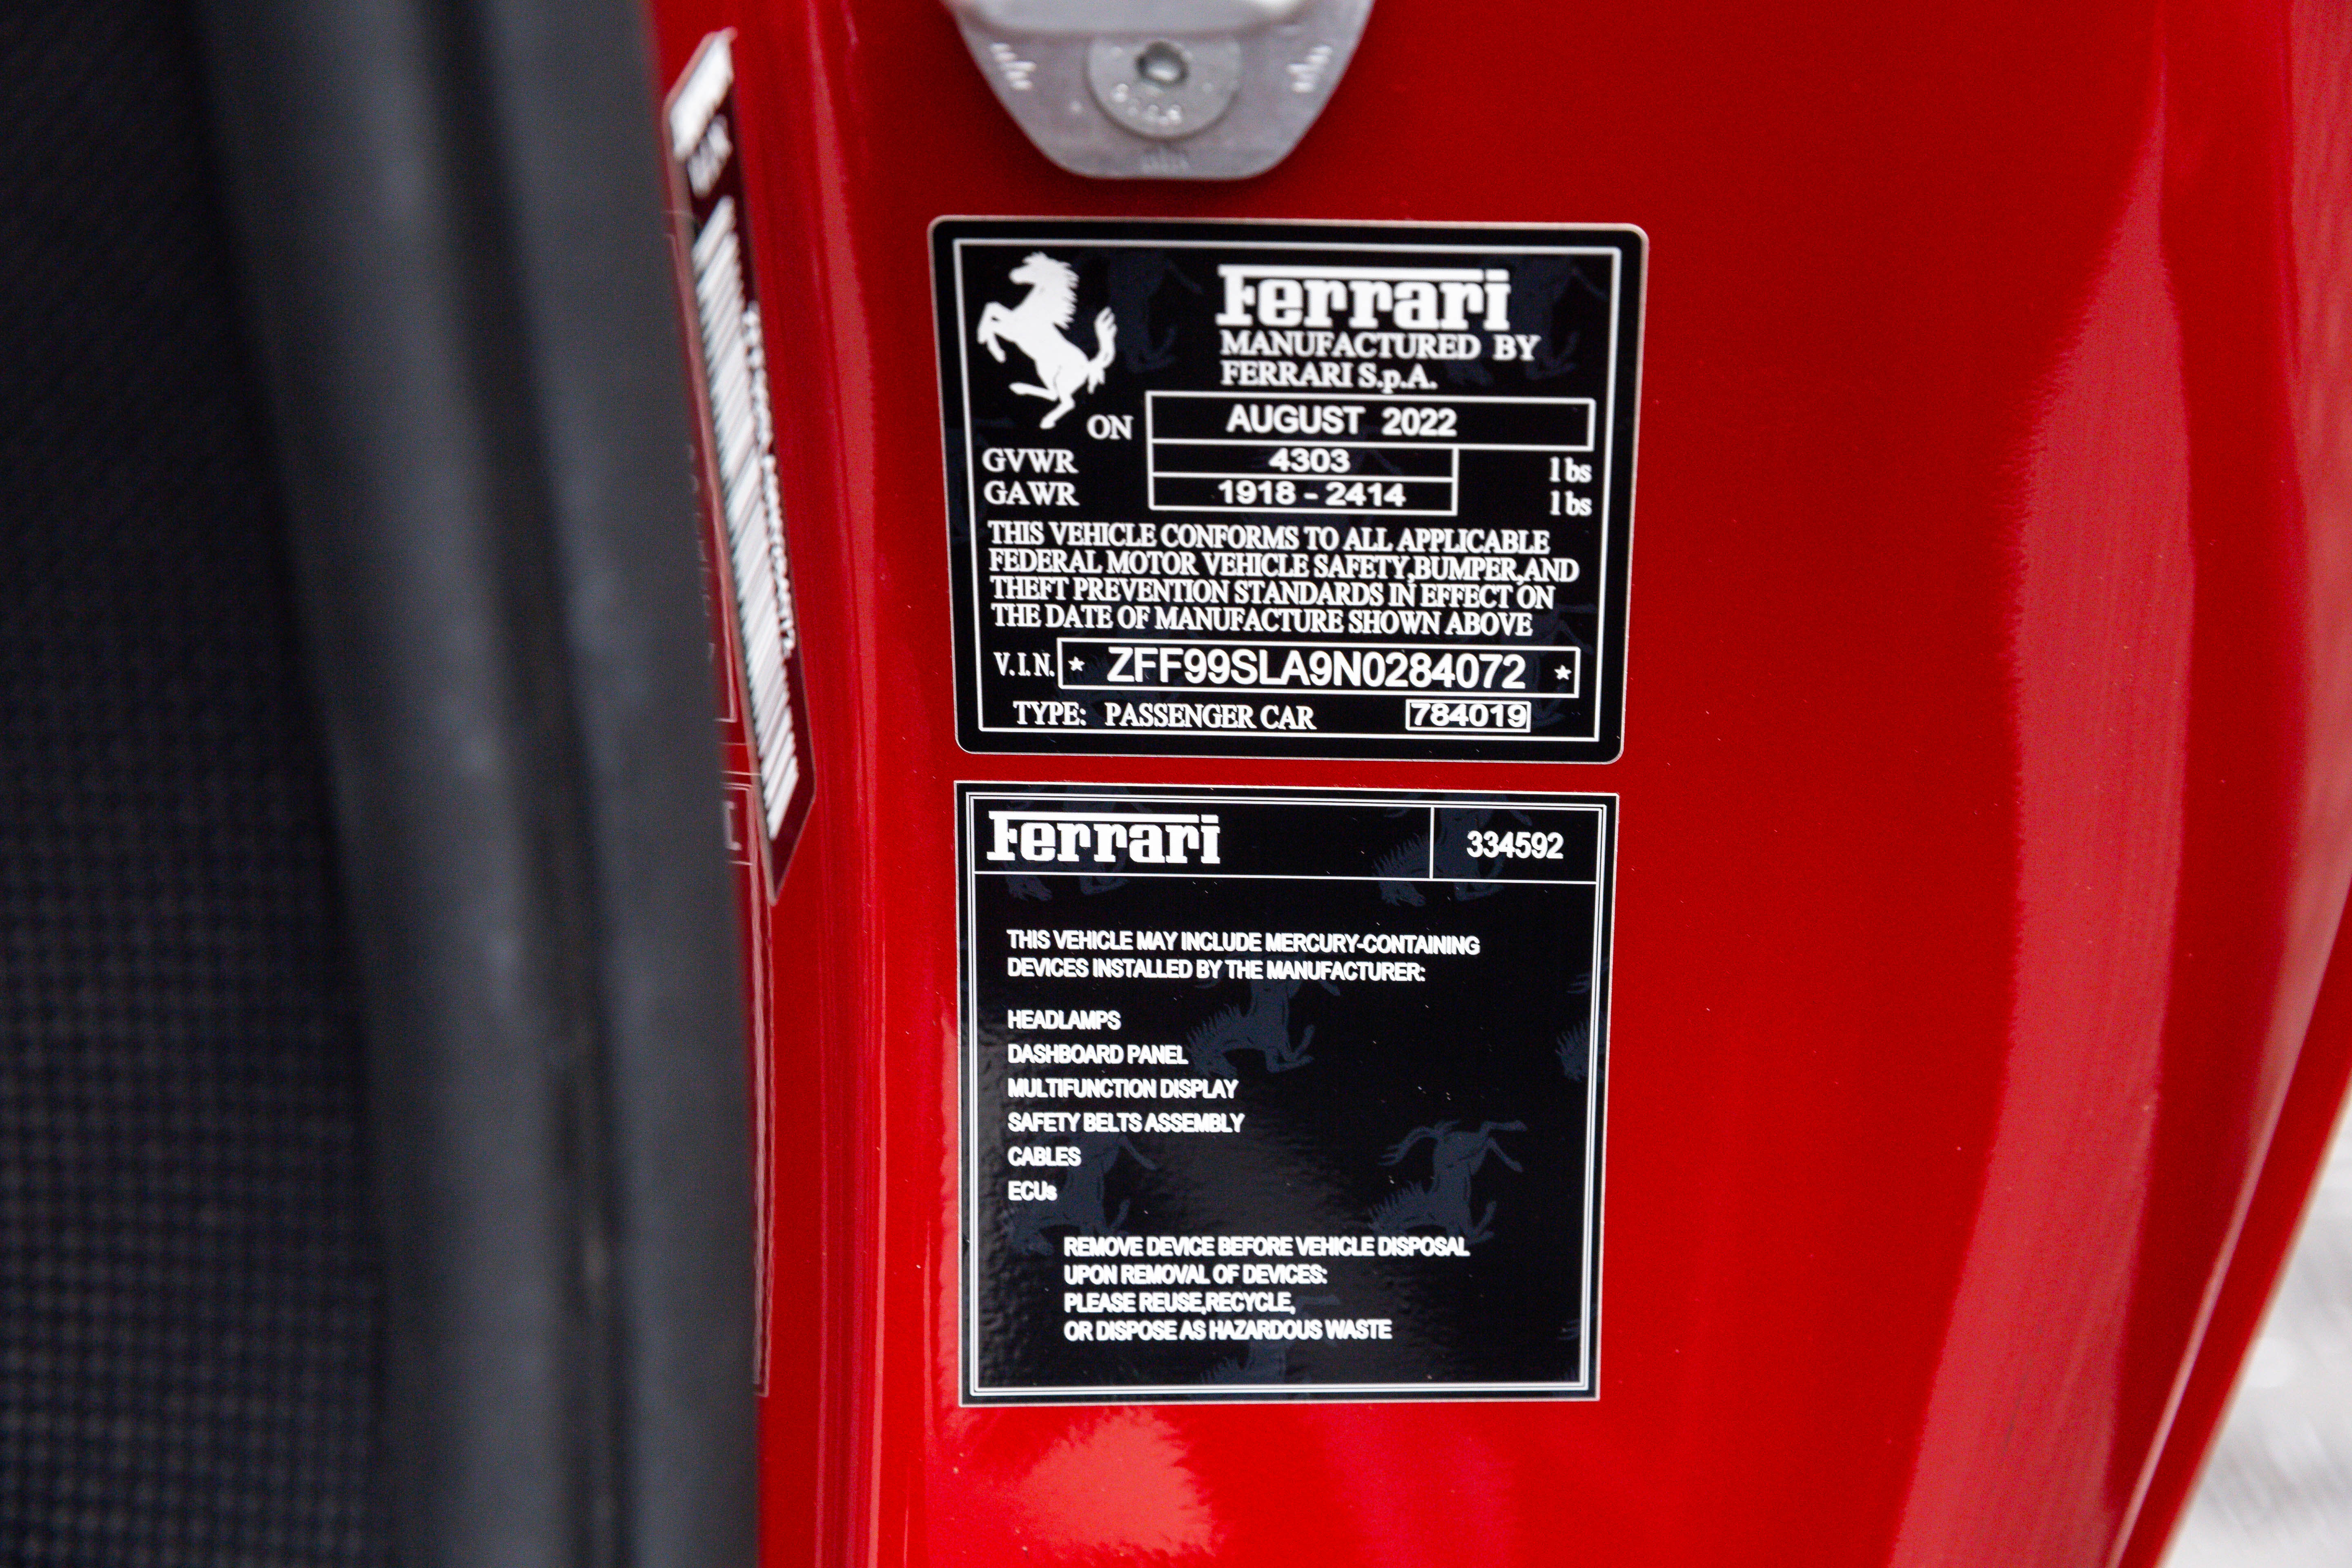 Ferrari
MANUFACTURED BY
FERRARI S.p.A.
ON AUGUST 2022
GVWR 4303 lbs
GAWR 1918 - 2414 lbs
THIS VEHICLE CONFORMS TO ALL APPLICABLE
FEDERAL MOTOR VEHICLE SAFETY,BUMPER,AND
THEFT PREVENTION STANDARDS IN EFFECT ON
THE DATE OF MANUFACTURE SHOWN ABOVE
V.I.N. * ZFF99SLA9N0284072 *
TYPE: PASSENGER CAR 784019
Ferrari 334592
THIS VEHICLE MAY INCLUDE MERCURY-CONTAINING
DEVICES INSTALLED BY THE MANUFACTURER:
HEADLAMPS
DASHBOARD PANEL
MULTIFUNCTION DISPLAY
SAFETY BELTS ASSEMBLY
CABLES
ECUs
REMOVE DEVICE BEFORE VEHICLE DISPOSAL
UPON REMOVAL OF DEVICES:
PLEASE REUSE,RECYCLE,
OR DISPOSE AS HAZARDOUS WASTE